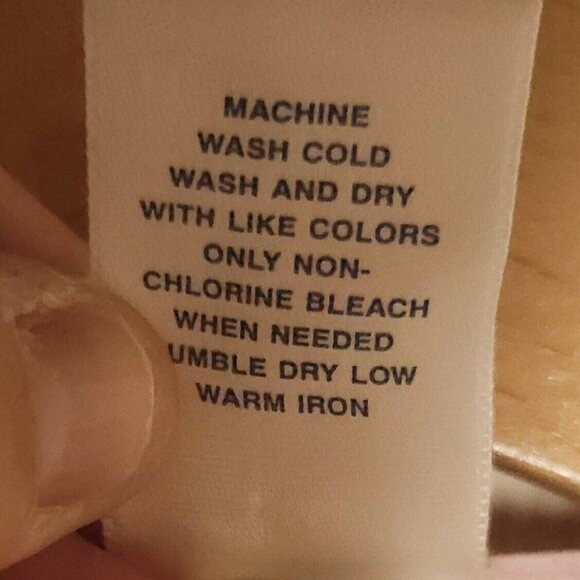 MACHINE
WASH COLD
WASH AND DRY
WITH LIKE COLORS
ONLY NON-
CHLORINE BLEACH
WHEN NEEDED
UMBLE DRY LOW
WARM IRON